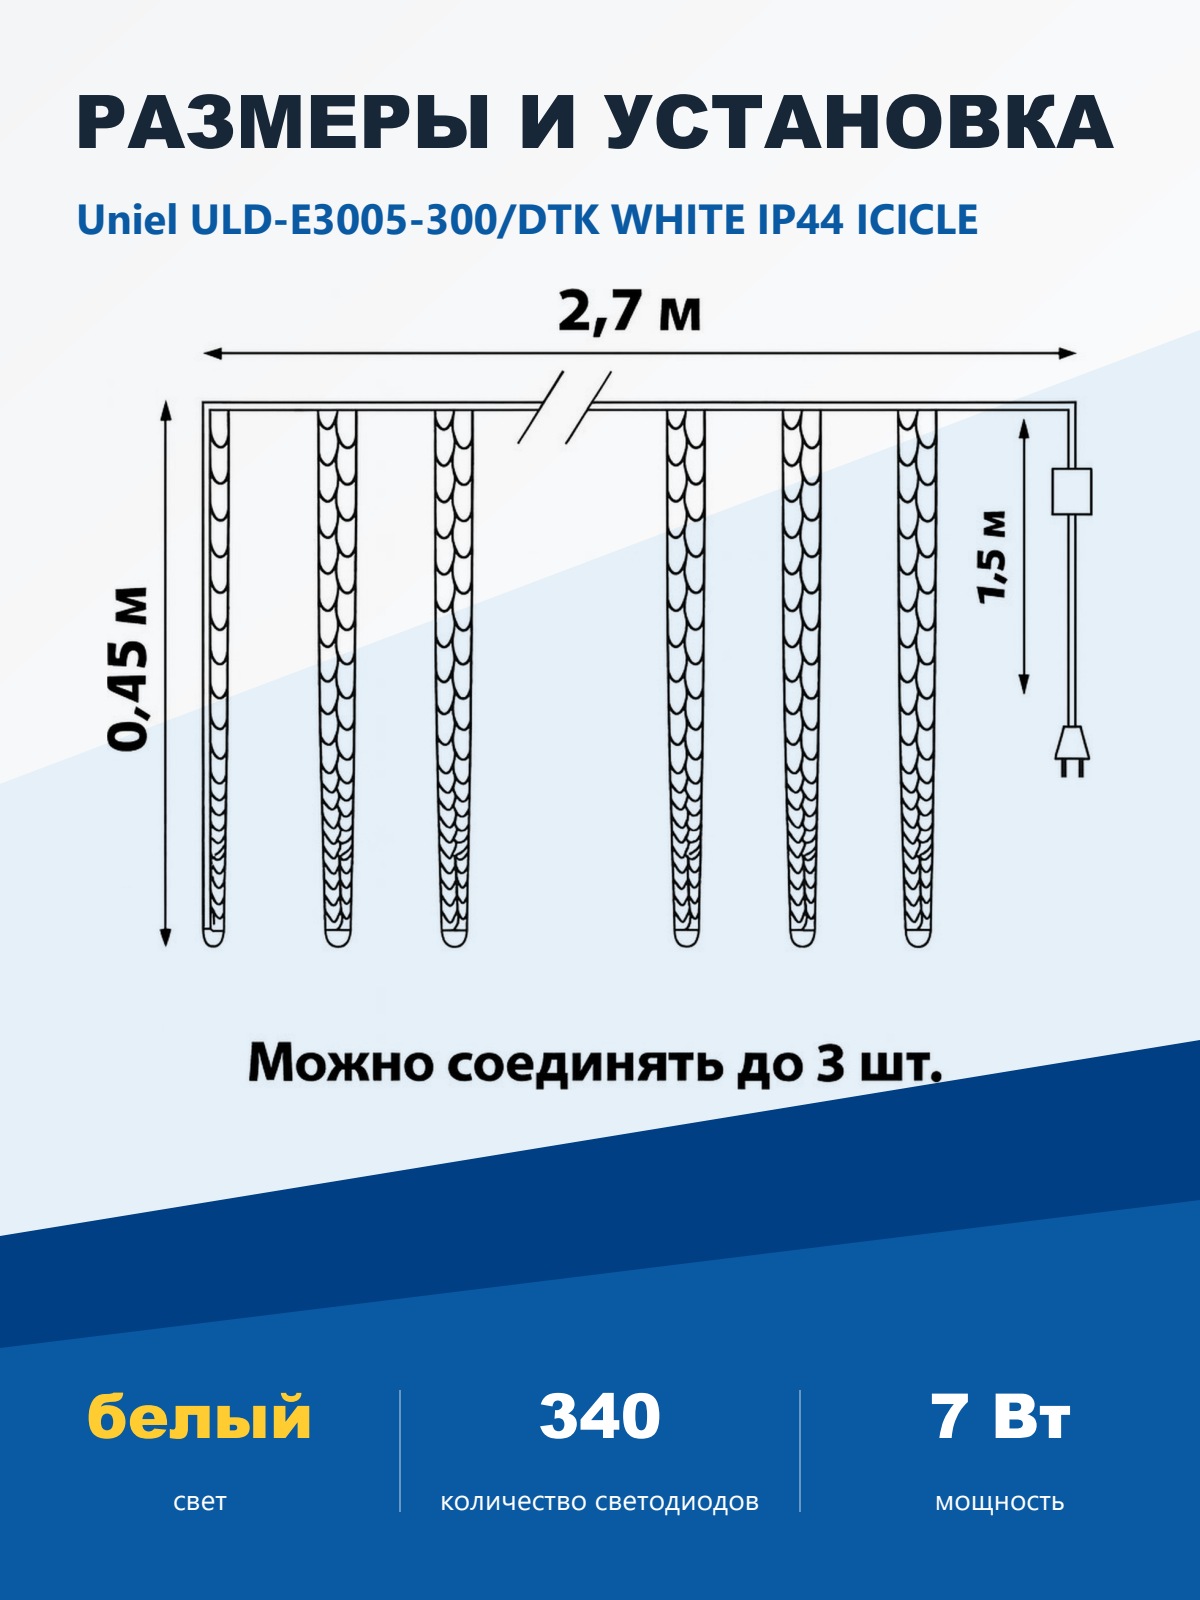 РАЗМЕРЫ И УСТАНОВКА
Uniel ULD-E3005-300/DTK WHITE IP44 ICICLE
2,7 м
0,45 м
1,5 м
Можно соединять до 3 шт.
белый
свет
340
количество светодиодов
7 Вт
мощность